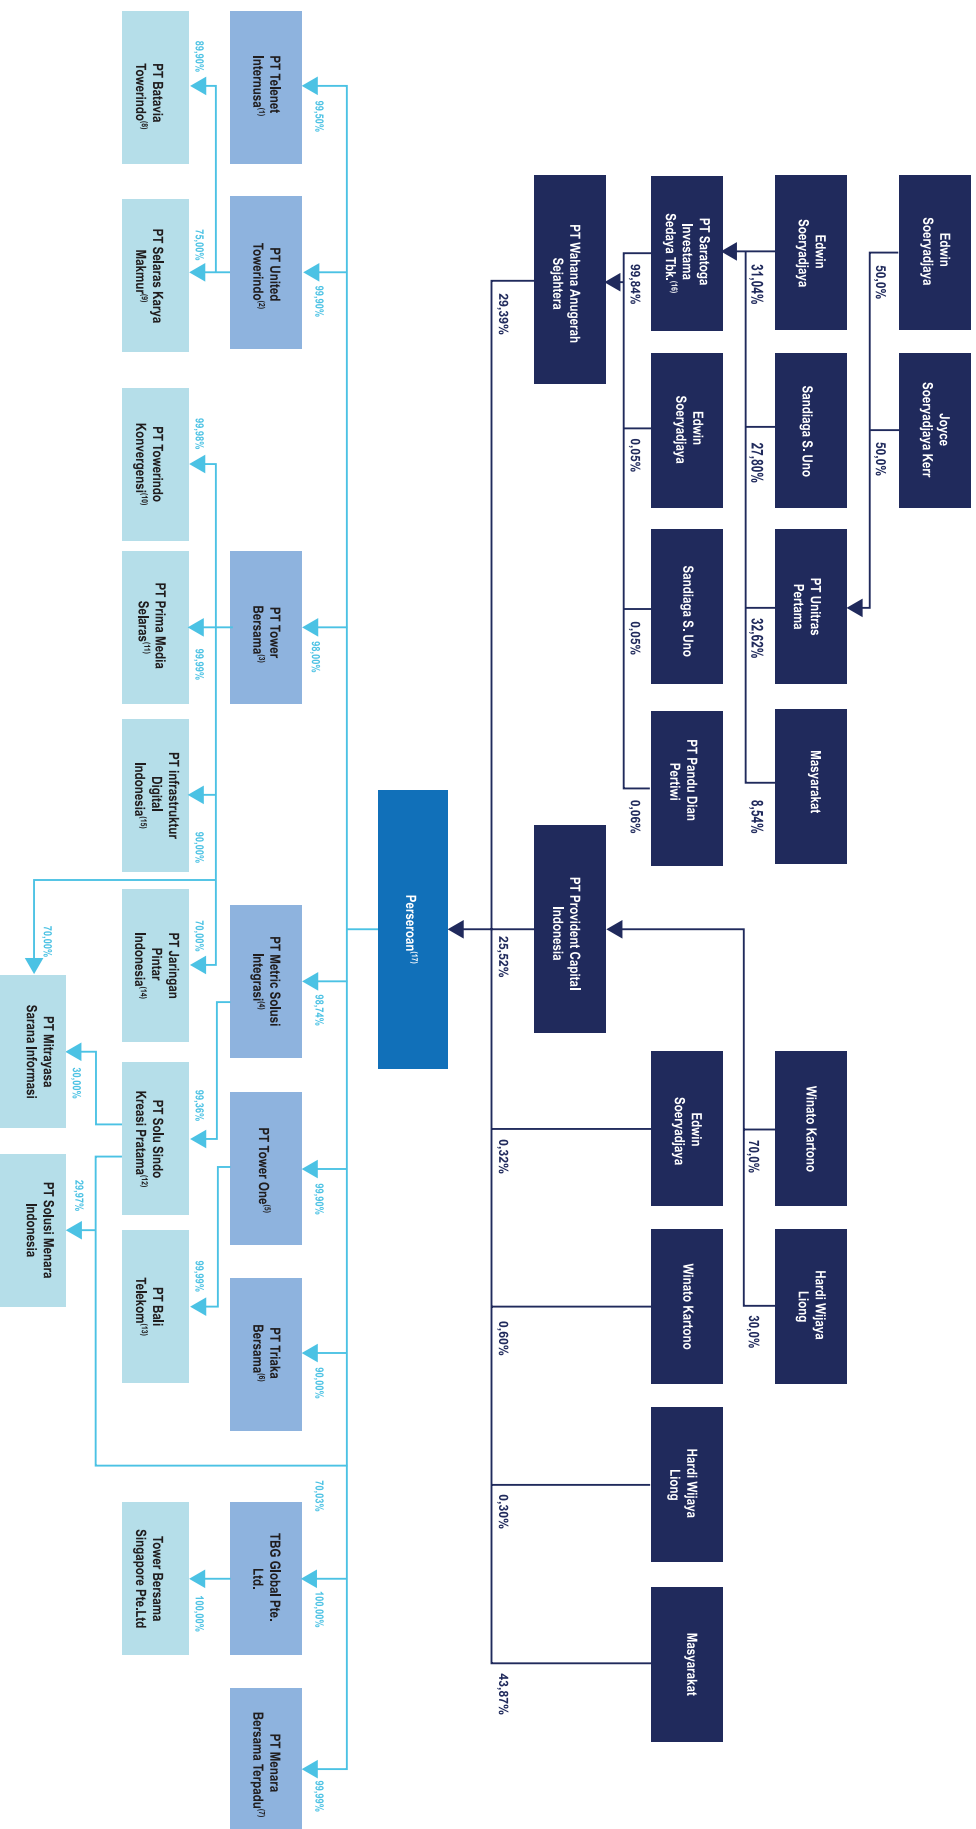 Edwin
Soeryadjaya
Joyce
Soeryadjaya Kerr
50,0%
50,0%
Edwin
Soeryadjaya
Sandiaga S. Uno
PT Unitras
Pertama
Masyarakat
Winato Kartono
Hardi Wijaya
Liong
31,04%
27,80%
32,62%
8,54%
70,0%
30,0%
PT Saratoga
Investama
Sedaya Tbk.(16)
Edwin
Soeryadjaya
Sandiaga S. Uno
PT Pandu Dian
Pertiwi
Edwin
Soeryadjaya
Winato Kartono
Hardi Wijaya
Liong
Masyarakat
99,84%
0,05%
0,05%
0,06%
PT Wahana Anugerah
Sejahtera
PT Provident Capital
Indonesia
29,39%
25,52%
0,32%
0,60%
0,30%
43,87%
Perseroan(17)
99,50%
99,90%
98,00%
98,74%
99,90%
90,00%
70,03%
100,00%
99,99%
PT Telenet
Internusa(1)
PT United
Towerindo(2)
PT Tower
Bersama(3)
PT Metric Solusi
Integrasi(4)
PT Tower One(5)
PT Triaka
Bersama(6)
TBG Global Pte.
Ltd.
PT Menara
Bersama Terpadu(7)
89,90%
75,00%
99,98%
99,99%
90,00%
70,00%
99,36%
99,99%
100,00%
PT Batavia
Towerindo(8)
PT Selaras Karya
Makmur(9)
PT Towerindo
Konvergensi(10)
PT Prima Media
Selaras(11)
PT infrastruktur
Digital
Indonesia(15)
PT Jaringan
Pintar
Indonesia(14)
PT Solu Sindo
Kreasi Pratama(12)
PT Bali
Telekom(13)
Tower Bersama
Singapore Pte.Ltd
70,00%
30,00%
29,97%
PT Mitrayasa
Sarana Informasi
PT Solusi Menara
Indonesia